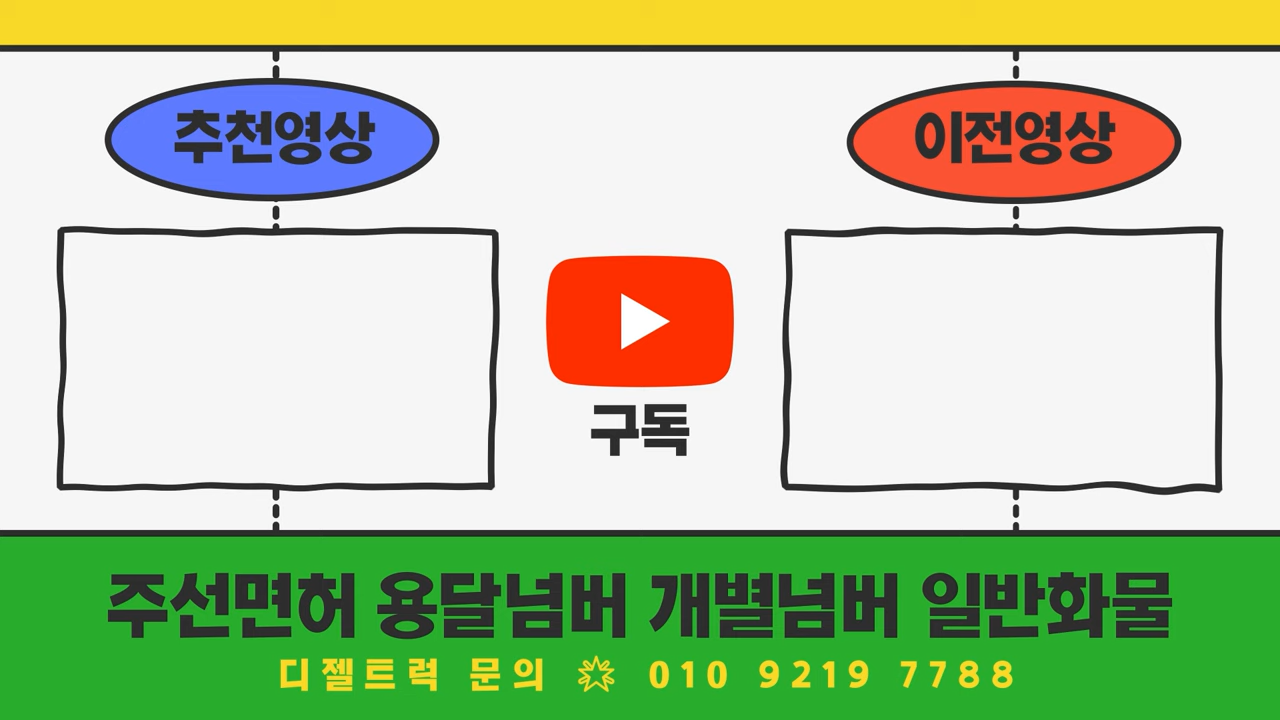 추천영상
이전영상
구독
주선면허 용달넘버 개별넘버 일반화물
디젤트럭 문의 010 9219 7788